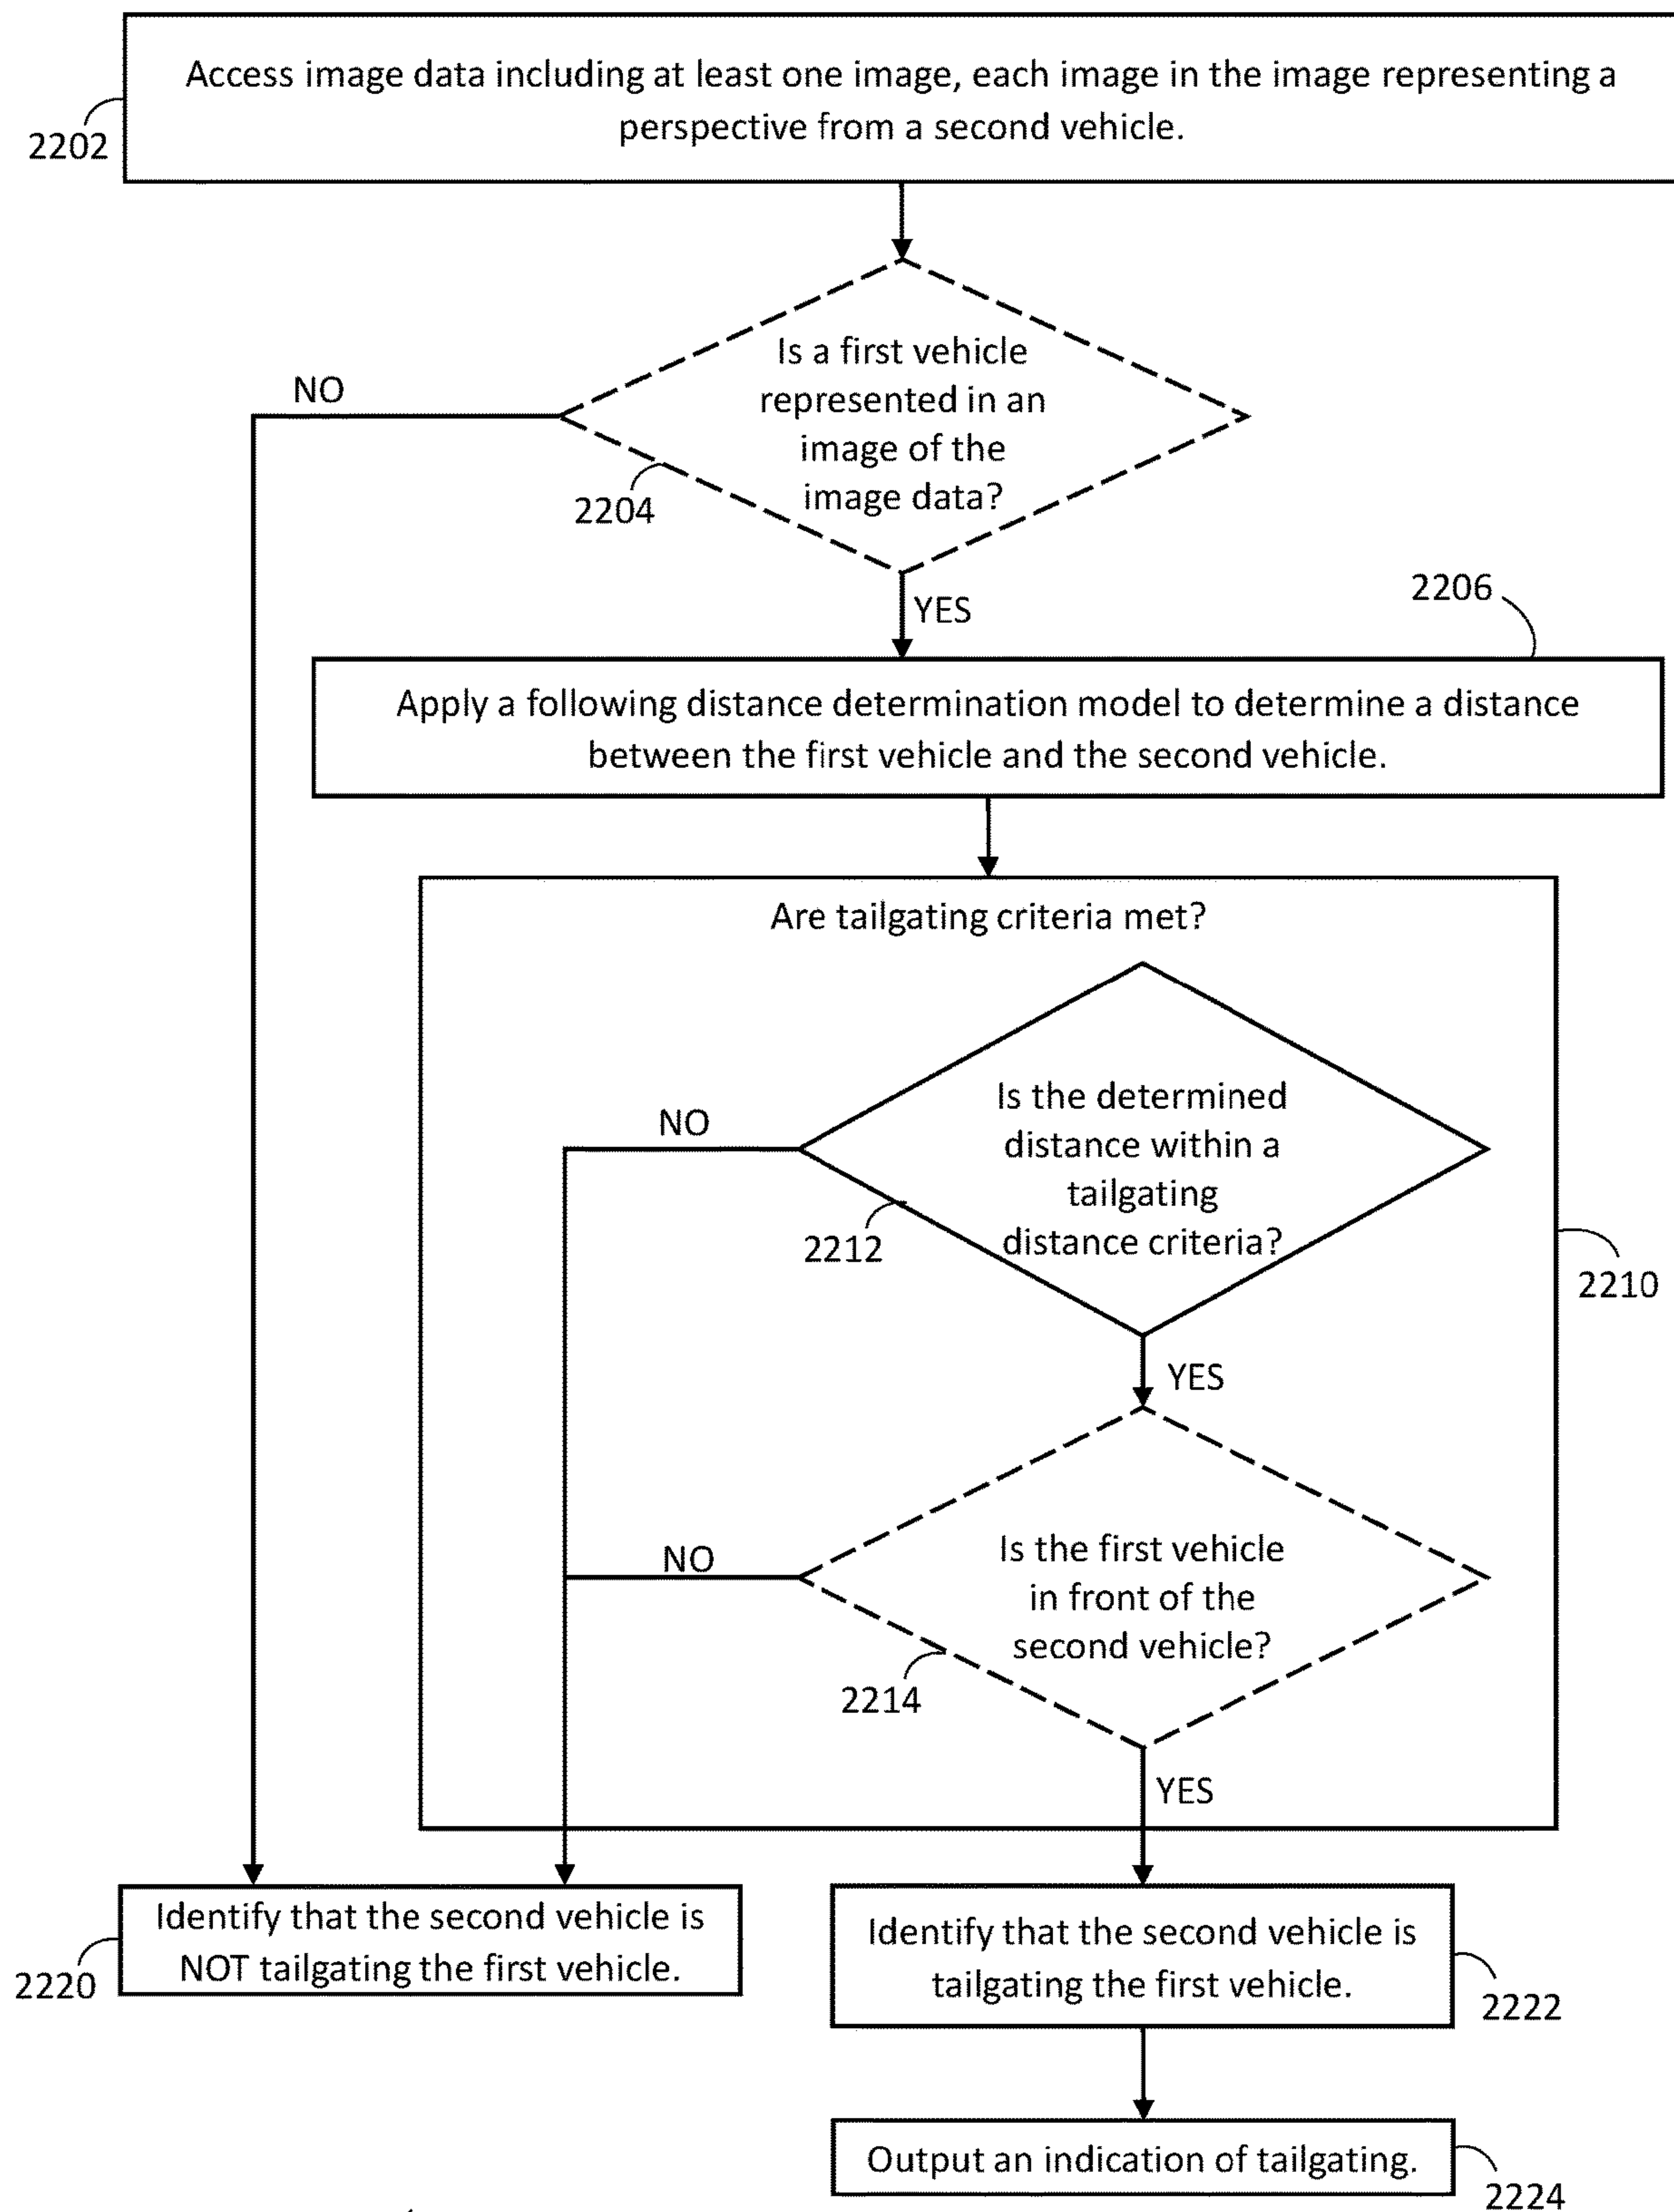 Access image data including at least one image, each image in the image representing a
perspective from a second vehicle.
2202
Is a first vehicle
represented in an
image of the
image data?
NO
2204
YES
2206
Apply a following distance determination model to determine a distance
between the first vehicle and the second vehicle.
Are tailgating criteria met?
Is the determined
distance within a
tailgating
distance criteria?
NO
2212
2210
YES
Is the first vehicle
in front of the
second vehicle?
NO
2214
YES
Identify that the second vehicle is
NOT tailgating the first vehicle.
2220
Identify that the second vehicle is
tailgating the first vehicle.
2222
Output an indication of tailgating.
2224